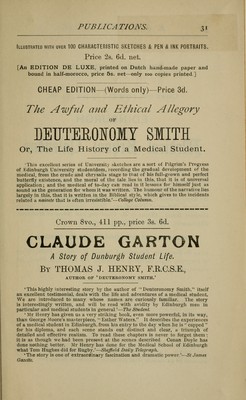 PUBLICATIONS. 31
ILLUSTRATED WITH OVER 100 CHARACTERISTIC SKETCHES & PEN & INK PORTRAITS.
Price 2s. 6d. net.
[AN EDITION DE LUXE, printed on Dutch hand-made paper and
bound in half-morocco, price 5s. net—only 100 copies printed.]
CHEAP EDITION—(Words only)—Price 3d.
The Awful and Ethical Allegory
OF
DEUTERONOMY SMITH
Or, The Life History of a Medical Student.
'This excellent series of University sketches are a sort of Pilgrim's Progress
of Edinburgh University studentdom, recording the gradual development of the
medical, from the crude and chrysalis stage to that of his full-grown and perfect
butterfly existence, and the moral of the tale lies in this, that it is of universal
application; and the medical of to-day can read to it lessons for himself just as
sound as the generation for whom it was written. The humour of the narrative lies
largely in this, that it is written in the Biblical style, which gives to the incidents
related a naïveté that is often irresistible.'—College Column.
Crown 8vo., 411 pp., price 3s. 6d.
CLAUDE GARTON
A Story of Dunburgh Student Life.
By THOMAS J. HENRY, F.R.C.S.E.,
AUTHOR OF "DEUTERONOMY SMITH."
'This highly interesting story by the author of "Deuteronomy Smith," itself
an excellent testimonial, deals with the life and adventures of a medical student.
We are introduced to many whose names are curiously familiar. The story
is interestingly written, and will be read with avidity by Edinburgh men in
particular and medical students in general.'—The Student.
'Mr Henry has given us a very striking book, even more powerful, in its way,
than George Moore's masterpiece, "Esther Waters." It describes the experiences
of a medical student in Edinburgh, from his entry to the day when he is "capped"
for his diploma, and each scene stands out distinct and clear, a triumph of
detailed and effective realism. To read these chapters is never to forget them:
it is as though we had been present at the scenes described. Conan Doyle has
done nothing better. Mr Henry has done for the Medical School of Edinburgh
what Tom Hughes did for Rugby.'—Sheffield Daily Telegraph.
'The story is one of extraordinary fascination and dramatic power.'—St James
Gazette.